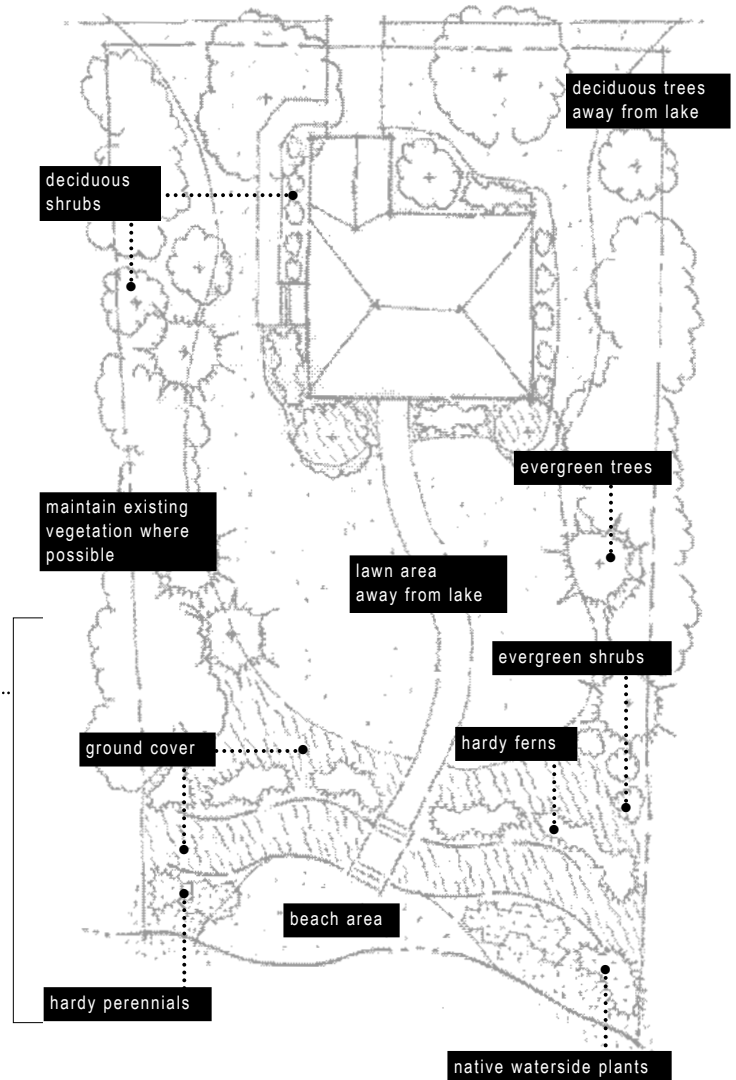 deciduous trees
away from lake
deciduous
shrubs
evergreen trees
maintain existing
vegetation where
possible
lawn area
away from lake
evergreen shrubs
ground cover
hardy ferns
beach area
hardy perennials
native waterside plants